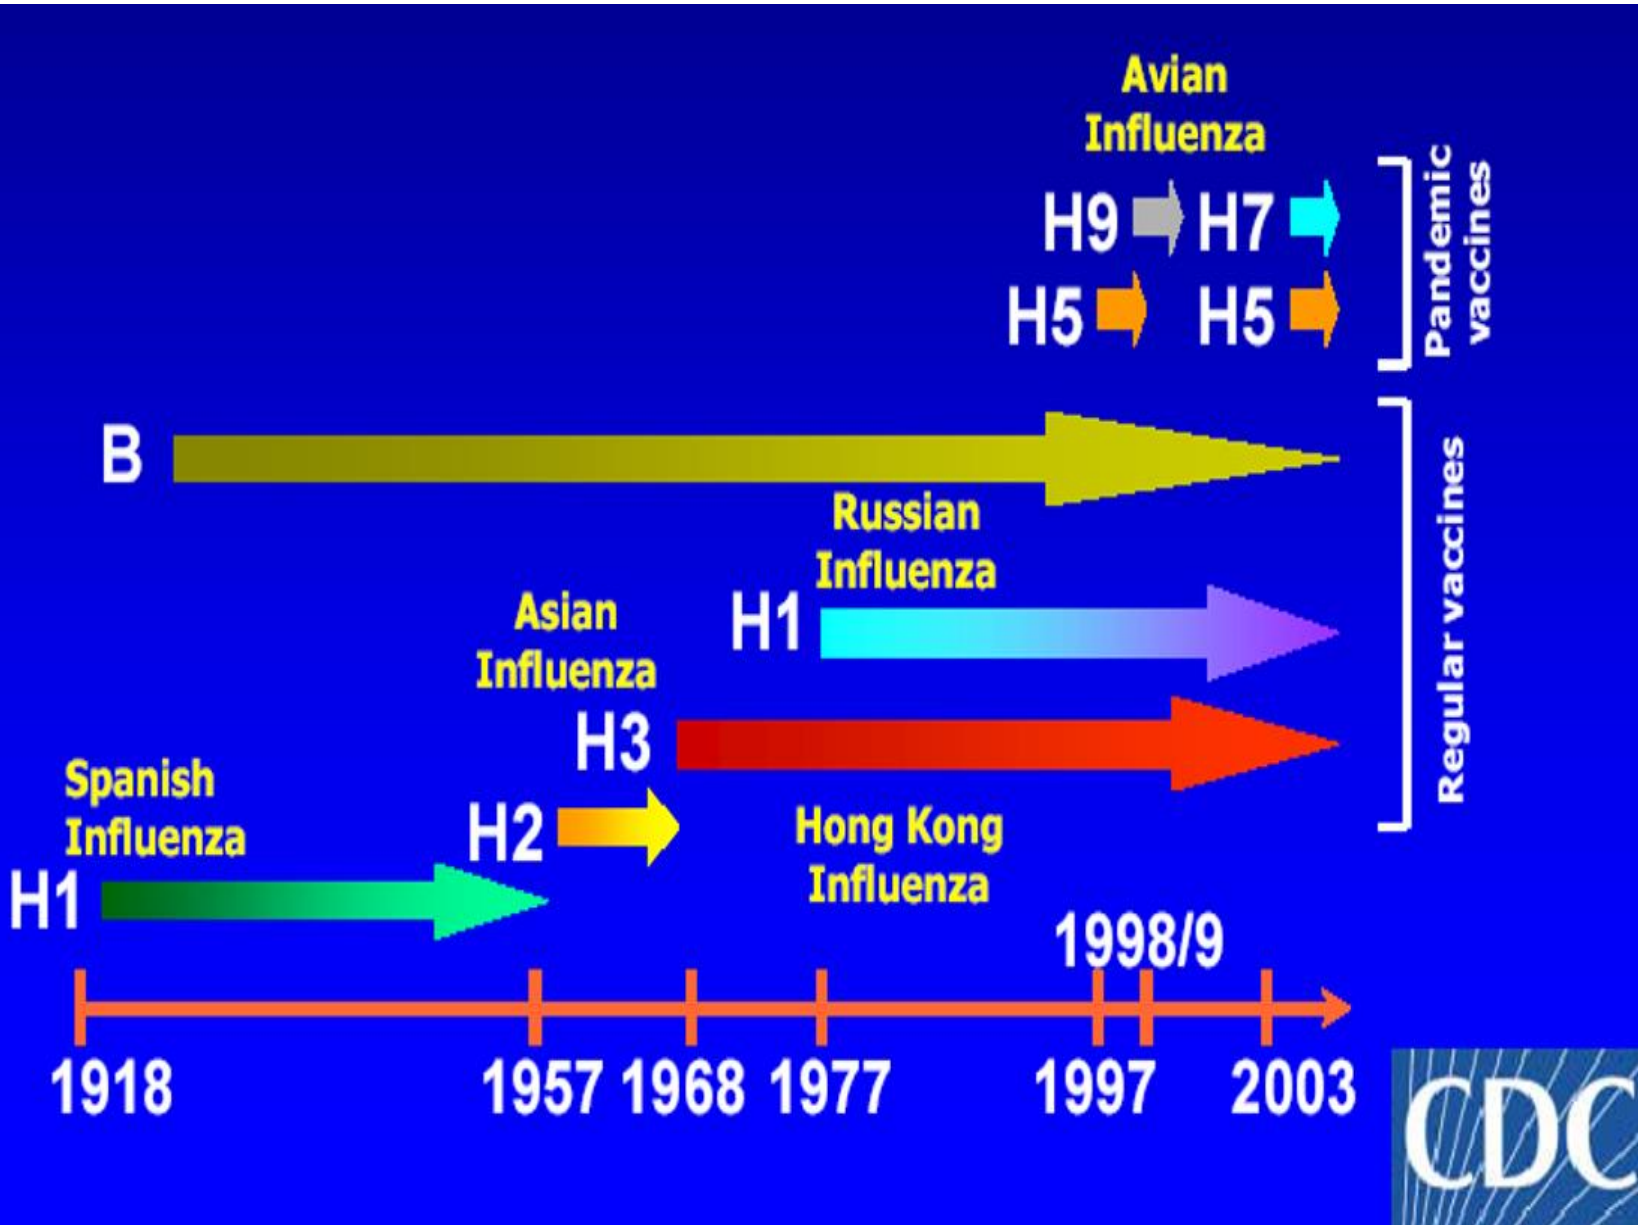 Avian
Influenza
H9
H7
H5
H5
Pandemic
vaccines
B
Russian
Influenza
H1
Asian
Influenza
H3
Regular vaccines
Spanish
Influenza
H2
Hong Kong
Influenza
H1
1998/9
1918
1957
1968
1977
1997
2003
CDC